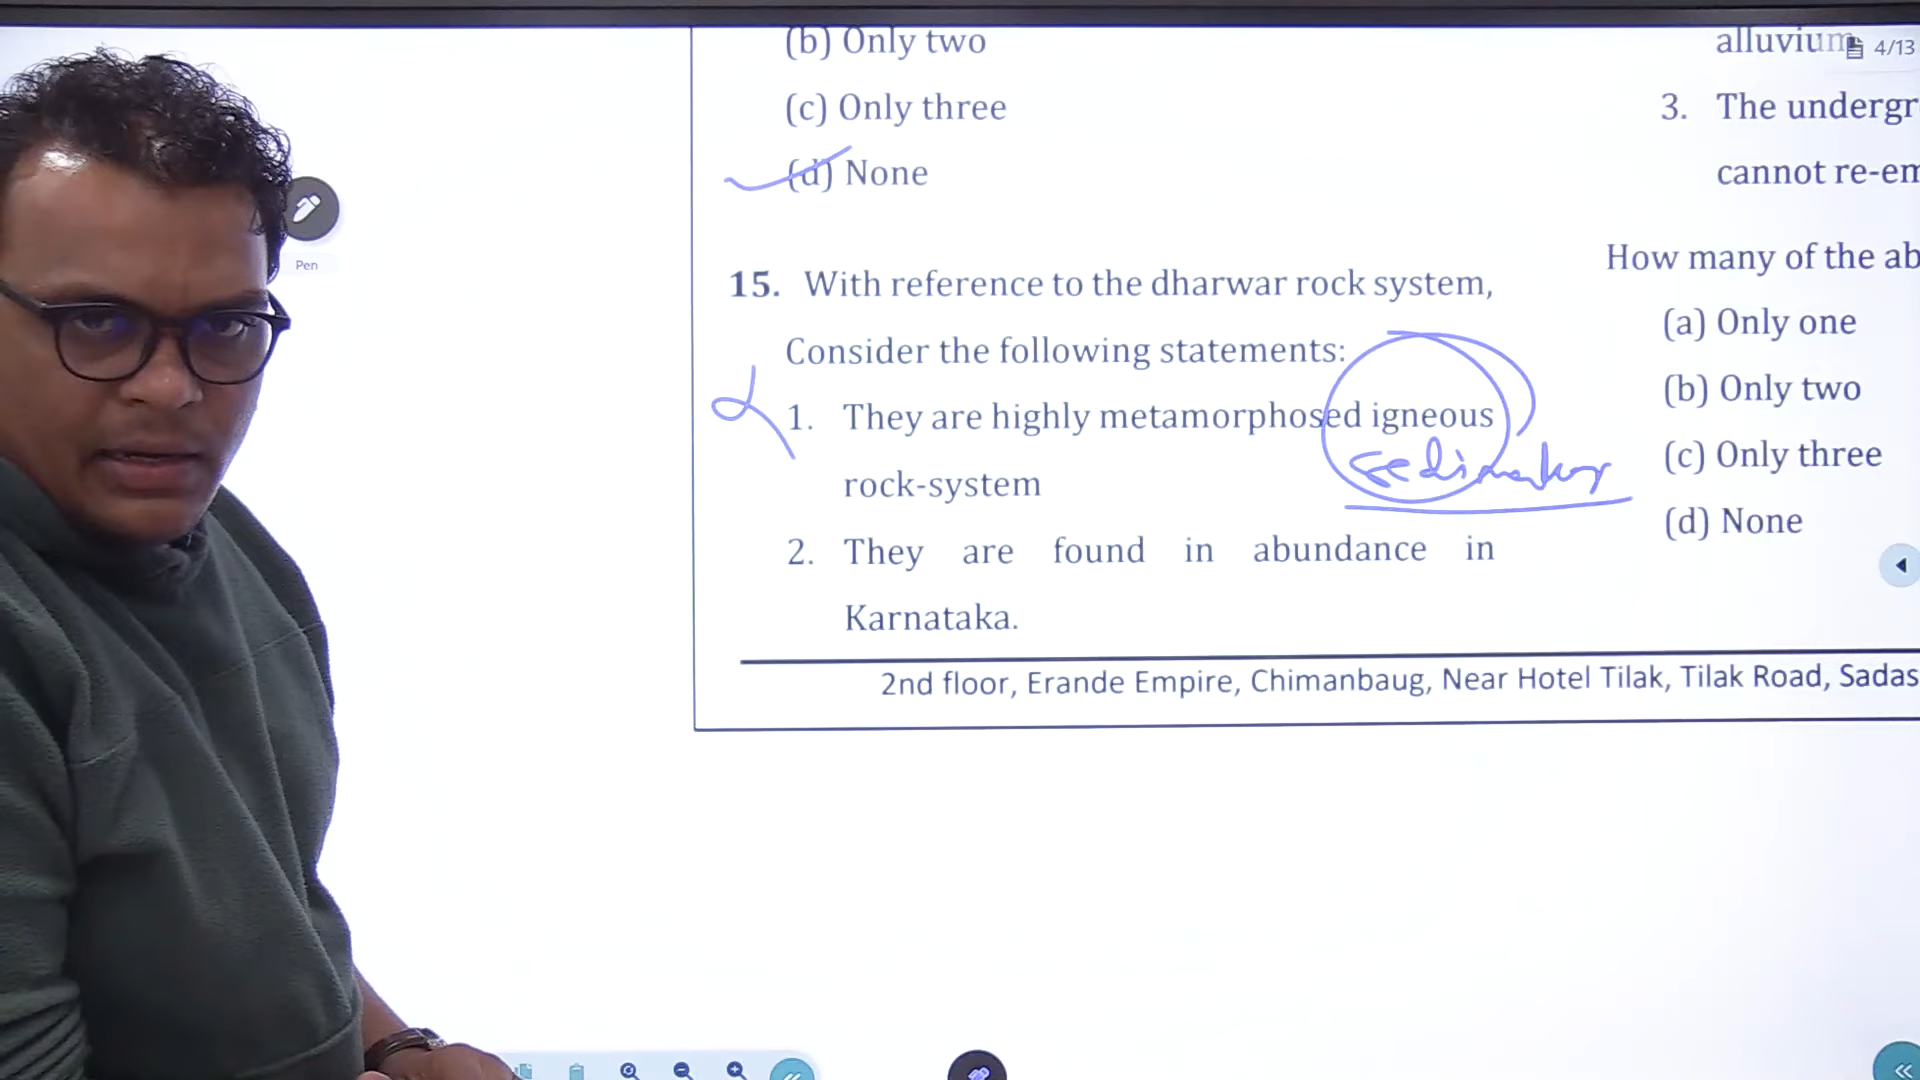 (b) Only two
(c) Only three
(d) None
15. With reference to the dharwar rock system,
Consider the following statements:
1. They are highly metamorphosed igneous
sedimentary
rock-system
2. They are found in abundance in
Karnataka.
2nd floor, Erande Empire, Chimanbaug, Near Hotel Tilak, Tilak Road, Sadas
alluvium
4/13
3. The undergr
cannot re-em
How many of the ab
(a) Only one
(b) Only two
(c) Only three
(d) None
Pen